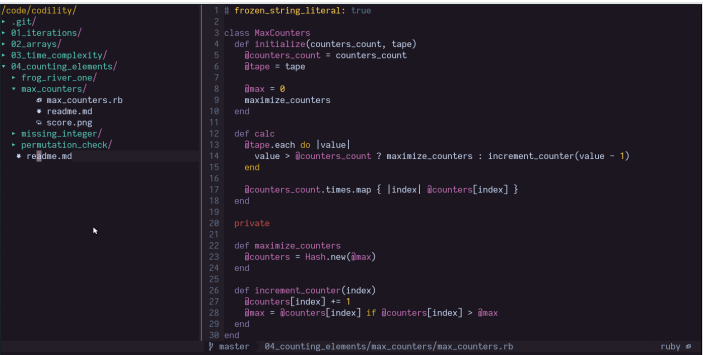 /code/codility/
▸ .git/
▸ 01_iterations/
▸ 02_arrays/
▸ 03_time_complexity/
▾ 04_counting_elements/
▸ frog_river_one/
▾ max_counters/
max_counters.rb
readme.md
score.png
▸ missing_integer/
▸ permutation_check/
readme.md
1 # frozen_string_literal: true
2
3 class MaxCounters
4 def initialize(counters_count, tape)
5 @counters_count = counters_count
6 @tape = tape
7
8 @max = 0
9 maximize_counters
10 end
11
12 def calc
13 @tape.each do |value|
14 value > @counters_count ? maximize_counters : increment_counter(value - 1)
15 end
16
17 @counters_count.times.map { |index| @counters[index] }
18 end
19
20 private
21
22 def maximize_counters
23 @counters = Hash.new(@max)
24 end
25
26 def increment_counter(index)
27 @counters[index] += 1
28 @max = @counters[index] if @counters[index] > @max
29 end
30 end
master 04_counting_elements/max_counters/max_counters.rb ruby